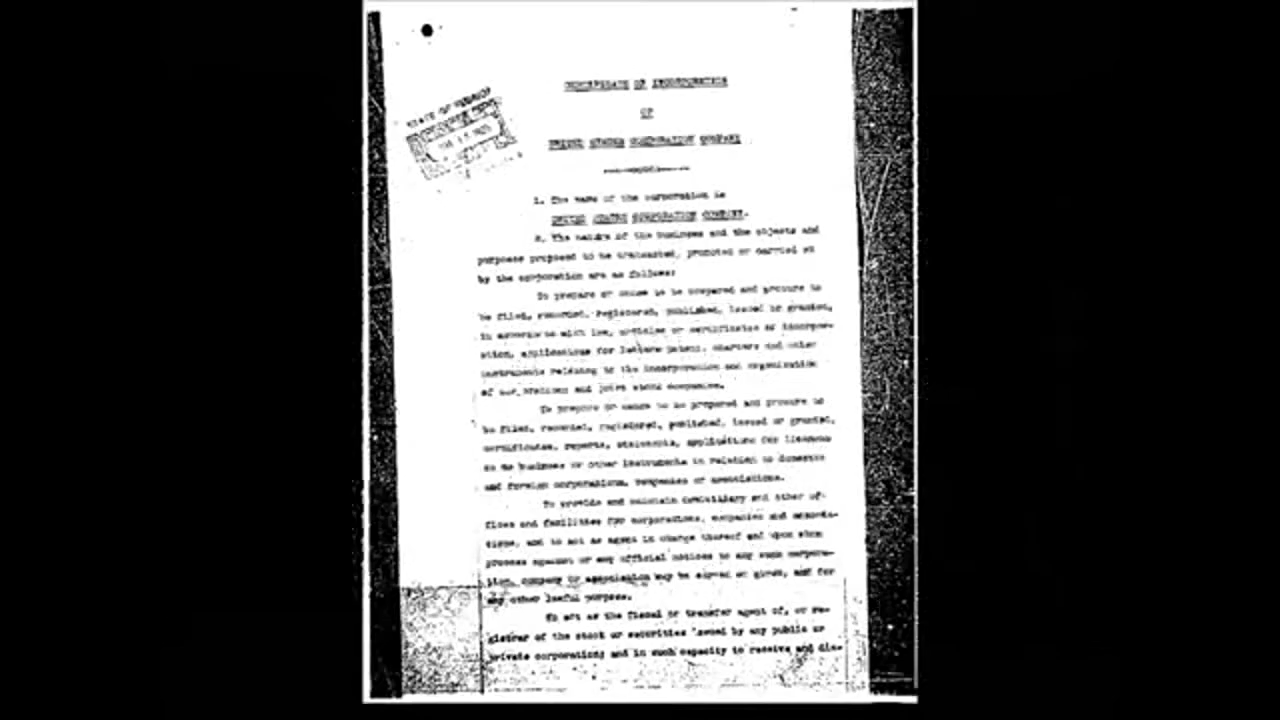 CERTIFICATE OF INCORPORATION
OF
UNITED STATES CORPORATION COMPANY
1. The name of the corporation is
UNITED STATES CORPORATION COMPANY.
2. The nature of the business and the objects and
purposes proposed to be transacted, promoted or carried on
by the corporation are as follows:
To prepare or cause to be prepared and procure to
be filed, recorded, registered, published, issued or granted,
in accordance with law, articles or certificates of incorpor-
ation, applications for letters patent, charters and other
instruments relating to the incorporation and organization
of corporations and joint stock companies.
To prepare or cause to be prepared and procure to
be filed, recorded, registered, published, issued or granted,
certificates, reports, statements, applications for licenses
to do business or other instruments in relation to domestic
and foreign corporations, companies or associations.
To provide and maintain and other of-
fices and facilities for corporations, companies and associa-
tions, and to act as agent in charge thereof and upon whom
process against or any official notices to any such corpora-
tion, company or association may be served or given, and for
any other lawful purpose.
To act as the fiscal or transfer agent of, or re-
gistrar of the stock or securities issued by any public or
private corporation; and in such capacity to receive and dis-